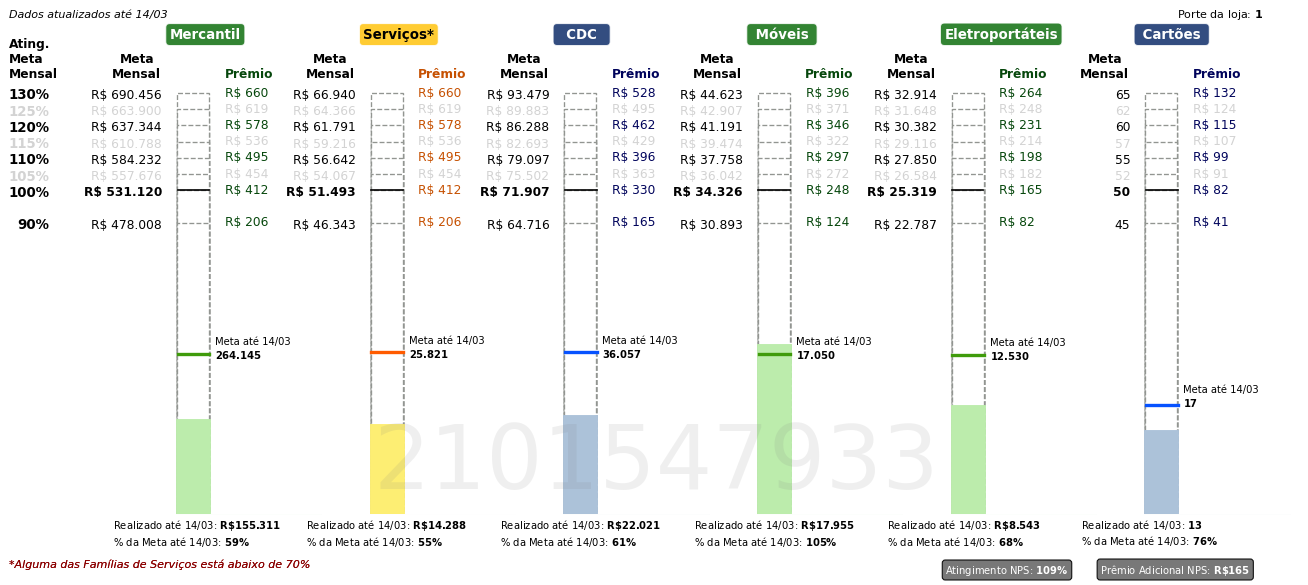 Dados atualizados até 14/03
Porte da loja: 1
Mercantil Serviços* CDC Móveis Eletroportáteis Cartões
Ating.
Meta Meta Meta Meta Meta Meta Meta
Mensal Mensal Prêmio Mensal Prêmio Mensal Prêmio Mensal Prêmio Mensal Prêmio Mensal Prêmio
130% R$ 690.456 R$ 660 R$ 66.940 R$ 660 R$ 93.479 R$ 528 R$ 44.623 R$ 396 R$ 32.914 R$ 264 65 R$ 132
125% R$ 663.900 R$ 619 R$ 64.366 R$ 619 R$ 89.883 R$ 495 R$ 42.907 R$ 371 R$ 31.648 R$ 248 62 R$ 124
120% R$ 637.344 R$ 578 R$ 61.791 R$ 578 R$ 86.288 R$ 462 R$ 41.191 R$ 346 R$ 30.382 R$ 231 60 R$ 115
115% R$ 610.788 R$ 536 R$ 59.216 R$ 536 R$ 82.693 R$ 429 R$ 39.474 R$ 322 R$ 29.116 R$ 214 57 R$ 107
110% R$ 584.232 R$ 495 R$ 56.642 R$ 495 R$ 79.097 R$ 396 R$ 37.758 R$ 297 R$ 27.850 R$ 198 55 R$ 99
105% R$ 557.676 R$ 454 R$ 54.067 R$ 454 R$ 75.502 R$ 363 R$ 36.042 R$ 272 R$ 26.584 R$ 182 52 R$ 91
100% R$ 531.120 R$ 412 R$ 51.493 R$ 412 R$ 71.907 R$ 330 R$ 34.326 R$ 248 R$ 25.319 R$ 165 50 R$ 82
90% R$ 478.008 R$ 206 R$ 46.343 R$ 206 R$ 64.716 R$ 165 R$ 30.893 R$ 124 R$ 22.787 R$ 82 45 R$ 41
Meta até 14/03 Meta até 14/03 Meta até 14/03 Meta até 14/03 Meta até 14/03
264.145 25.821 36.057 17.050 12.530
Meta até 14/03
17
2101547933
Realizado até 14/03: R$155.311 Realizado até 14/03: R$14.288 Realizado até 14/03: R$22.021 Realizado até 14/03: R$17.955 Realizado até 14/03: R$8.543 Realizado até 14/03: 13
% da Meta até 14/03: 59% % da Meta até 14/03: 55% % da Meta até 14/03: 61% % da Meta até 14/03: 105% % da Meta até 14/03: 68% % da Meta até 14/03: 76%
*Alguma das Famílias de Serviços está abaixo de 70%
Atingimento NPS: 109% Prêmio Adicional NPS: R$165